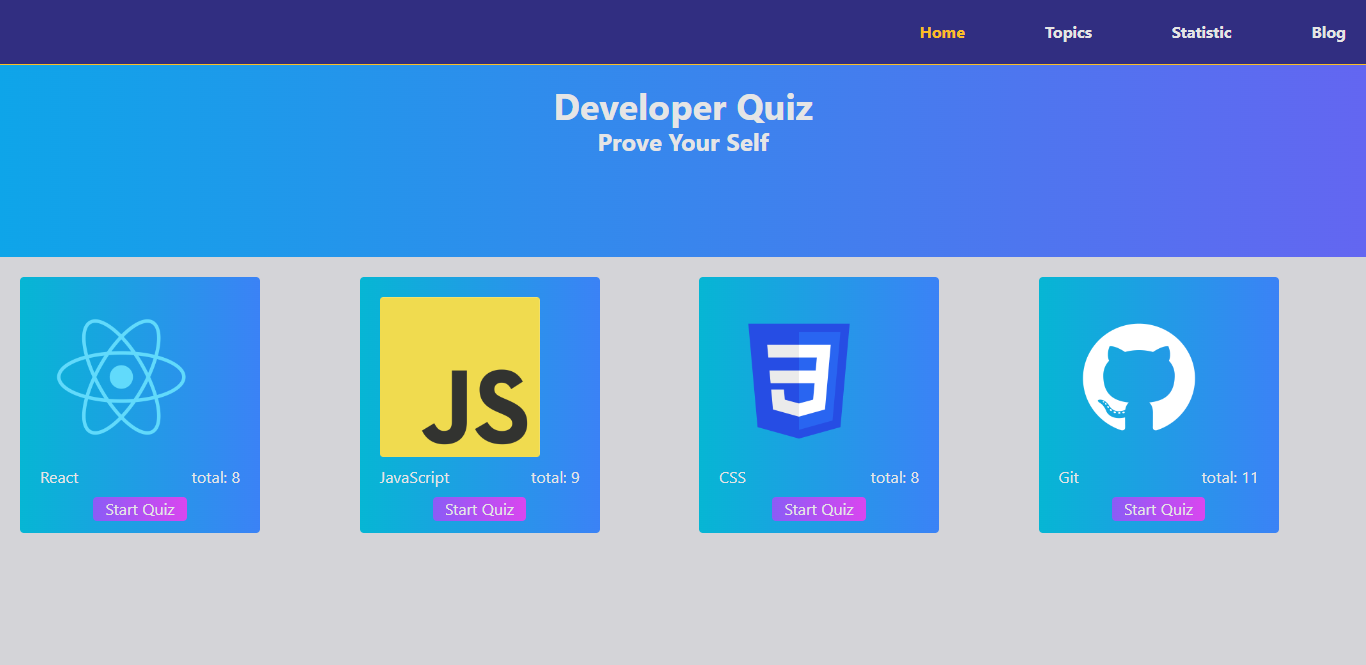 Home Topics Statistic Blog
Developer Quiz
Prove Your Self
JS
React total: 8
Start Quiz
JavaScript total: 9
Start Quiz
CSS total: 8
Start Quiz
Git total: 11
Start Quiz